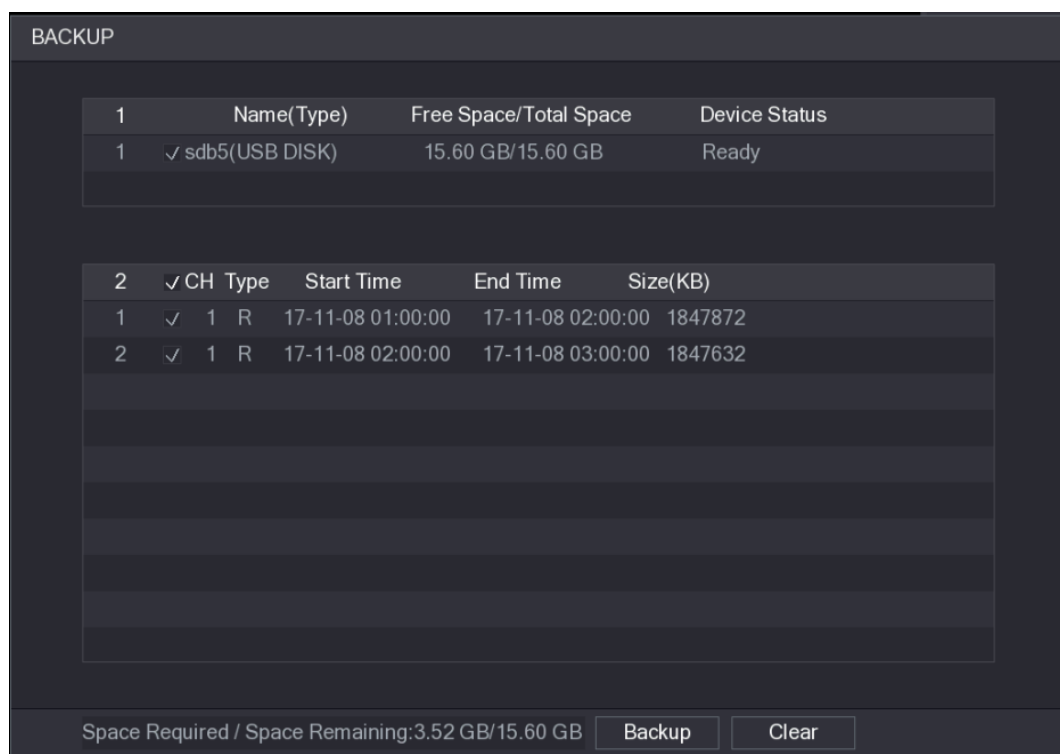 BACKUP
1 Name(Type) Free Space/Total Space Device Status
1 sdb5(USB DISK) 15.60 GB/15.60 GB Ready
2 CH Type Start Time End Time Size(KB)
1 1 R 17-11-08 01:00:00 17-11-08 02:00:00 1847872
2 1 R 17-11-08 02:00:00 17-11-08 03:00:00 1847632
Space Required / Space Remaining:3.52 GB/15.60 GB Backup Clear